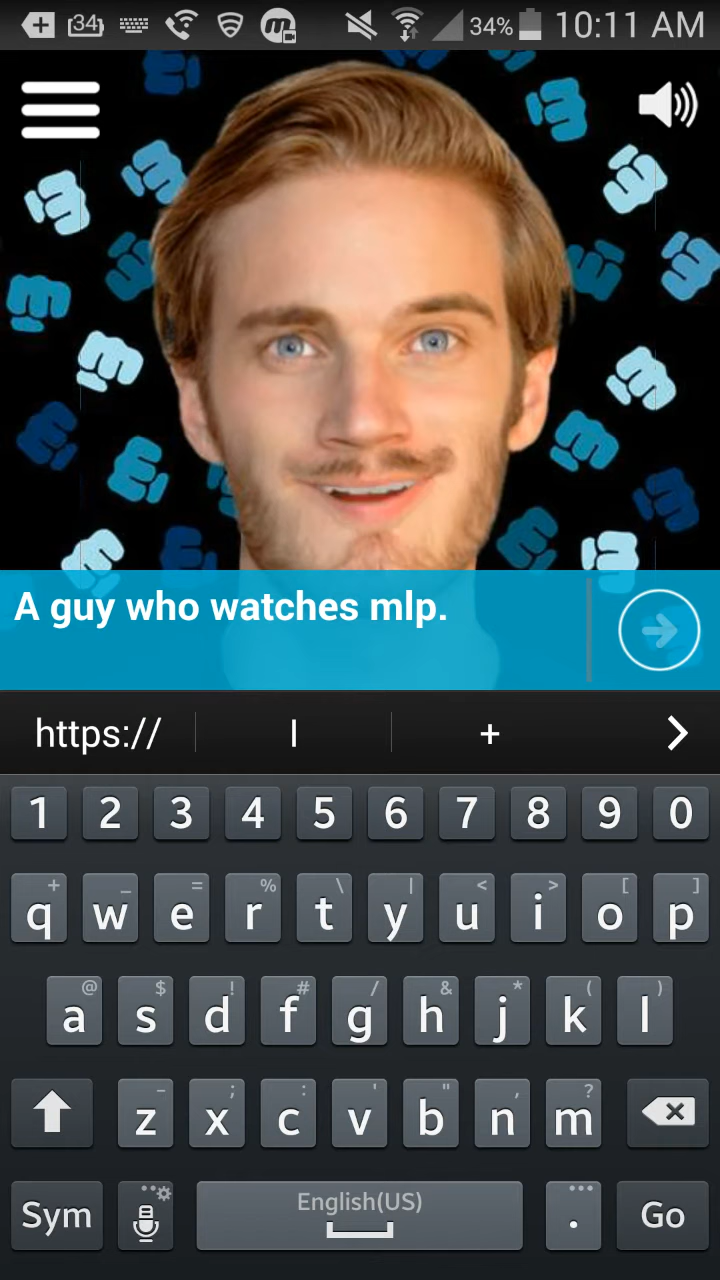 34 34% 10:11 AM
A guy who watches mlp.
https:// | +
1 2 3 4 5 6 7 8 9 0
+ _ = % \ | < > [ ]
q w e r t y u i o p
@ $ ! # / & * ( )
a s d f g h j k l
- ; : ' " , ?
z x c v b n m
English(US)
Sym . Go